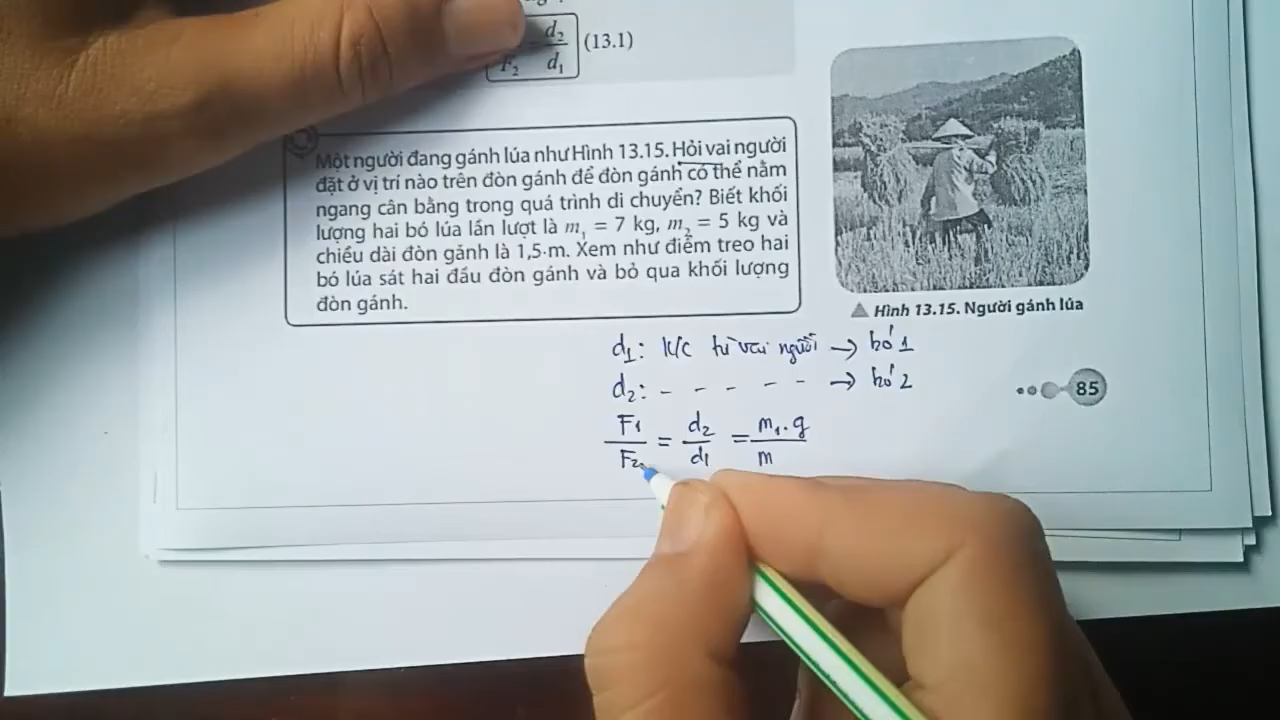 F₂ d₂/d₁ (13.1)
Một người đang gánh lúa như Hình 13.15. Hỏi vai người
đặt ở vị trí nào trên đòn gánh để đòn gánh có thể nằm
ngang cân bằng trong quá trình di chuyển? Biết khối
lượng hai bó lúa lần lượt là m₁ = 7 kg, m₂ = 5 kg và
chiều dài đòn gánh là 1,5 m. Xem như điểm treo hai
bó lúa sát hai đầu đòn gánh và bỏ qua khối lượng
đòn gánh.
▲ Hình 13.15. Người gánh lúa
d₁: K/c từ vai người → bó 1
d₂: - - - - - → bó 2
85
F₁/F₂ = d₂/d₁ = m₁.g/m